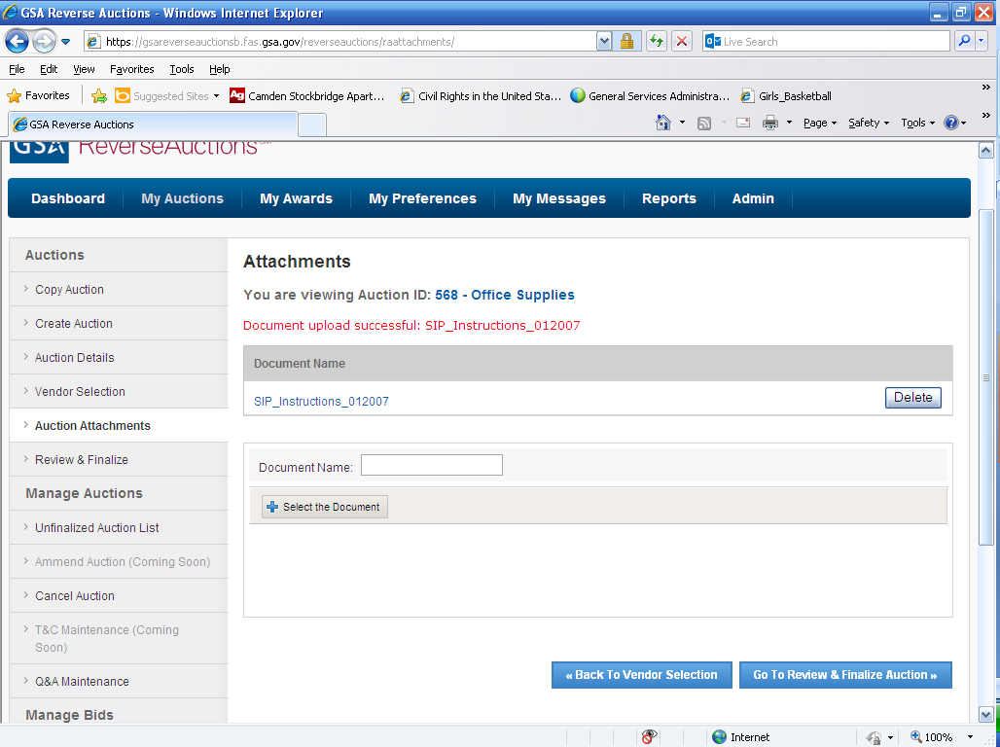 GSA Reverse Auctions - Windows Internet Explorer
https://gsareverseauctionsb.fas.gsa.gov/reverseauctions/raattachments/
Live Search
File Edit View Favorites Tools Help
Favorites
Suggested Sites
Camden Stockbridge Apart...
Civil Rights in the United Sta...
General Services Administra...
Girls_Basketball
GSA Reverse Auctions
Page Safety Tools
GSA ReverseAuctions
Dashboard My Auctions My Awards My Preferences My Messages Reports Admin
Auctions
Copy Auction
Create Auction
Auction Details
Vendor Selection
Auction Attachments
Review & Finalize
Manage Auctions
Unfinalized Auction List
Ammend Auction (Coming Soon)
Cancel Auction
T&C Maintenance (Coming
Soon)
Q&A Maintenance
Manage Bids
Attachments
You are viewing Auction ID: 568 - Office Supplies
Document upload successful: SIP_Instructions_012007
Document Name
SIP_Instructions_012007
Delete
Document Name:
Select the Document
« Back To Vendor Selection
Go To Review & Finalize Auction »
Internet
100%